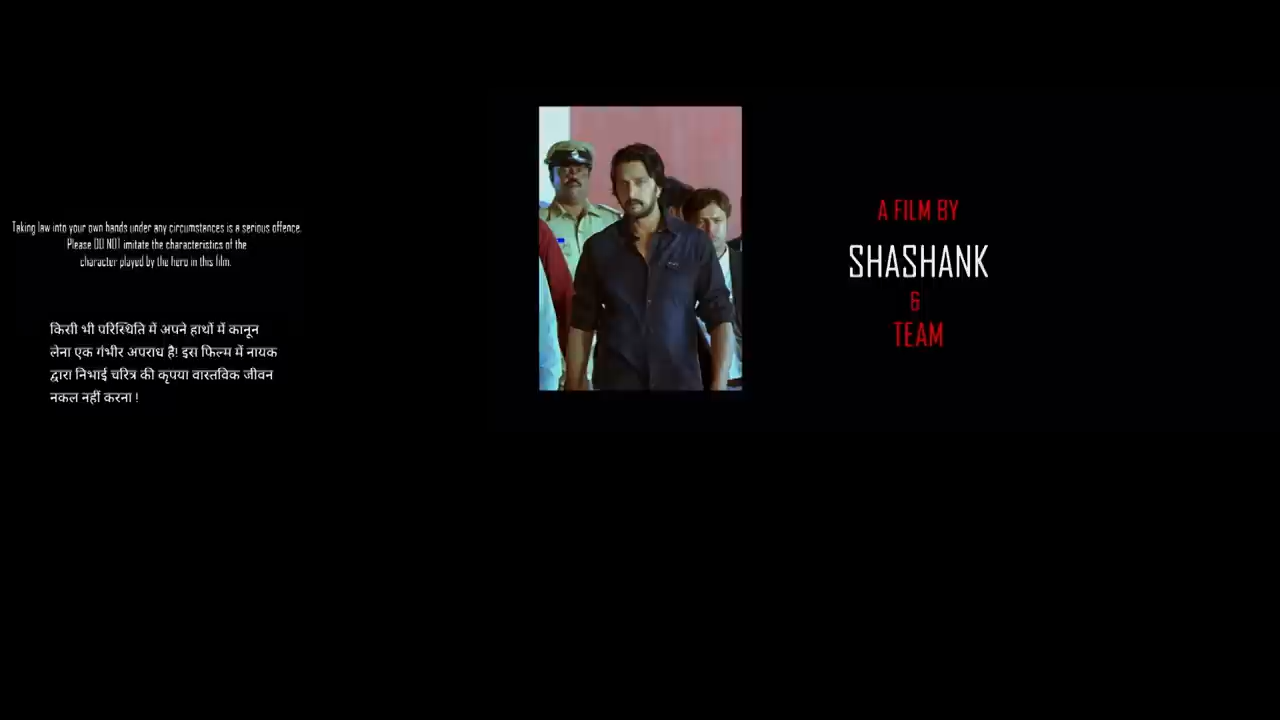 Taking law into your own hands under any circumstances is a serious offence.
Please DO NOT imitate the characteristics of the
character played by the hero in this film.
किसी भी परिस्थिति में अपने हाथों में कानून
लेना एक गंभीर अपराध है! इस फिल्म में नायक
द्वारा निभाई चरित्र की कृपया वास्तविक जीवन
नकल नहीं करना !
A FILM BY
SHASHANK
&
TEAM